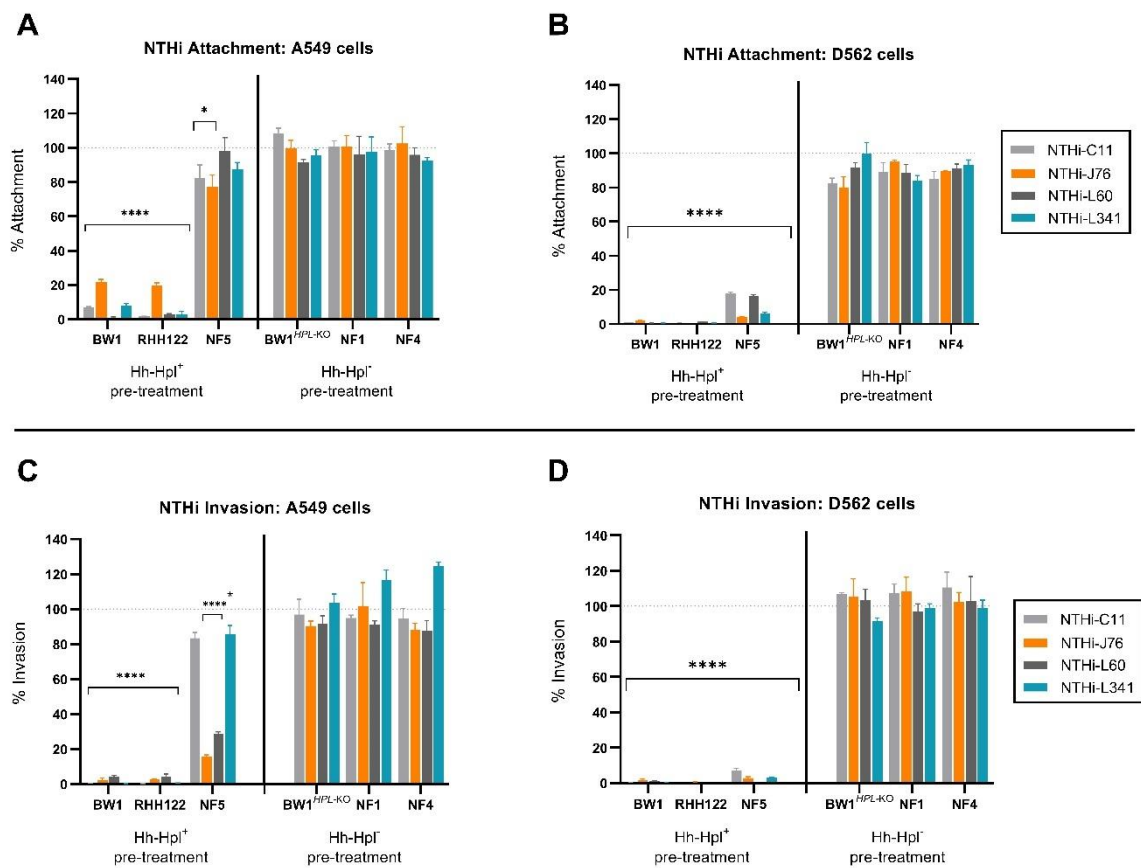 A
NTHi Attachment: A549 cells
% Attachment
140
120
100
80
60
40
20
0
*
****
BW1 RHH122 NF5 BW1HPL-KO NF1 NF4
Hh-Hpl+ pre-treatment
Hh-Hpl- pre-treatment
B
NTHi Attachment: D562 cells
% Attachment
140
120
100
80
60
40
20
0
****
BW1 RHH122 NF5 BW1HPL-KO NF1 NF4
Hh-Hpl+ pre-treatment
Hh-Hpl- pre-treatment
NTHi-C11
NTHi-J76
NTHi-L60
NTHi-L341
C
NTHi Invasion: A549 cells
% Invasion
140
120
100
80
60
40
20
0
****
**** *
BW1 RHH122 NF5 BW1HPL-KO NF1 NF4
Hh-Hpl+ pre-treatment
Hh-Hpl- pre-treatment
D
NTHi Invasion: D562 cells
% Invasion
140
120
100
80
60
40
20
0
****
BW1 RHH122 NF5 BW1HPL-KO NF1 NF4
Hh-Hpl+ pre-treatment
Hh-Hpl- pre-treatment
NTHi-C11
NTHi-J76
NTHi-L60
NTHi-L341